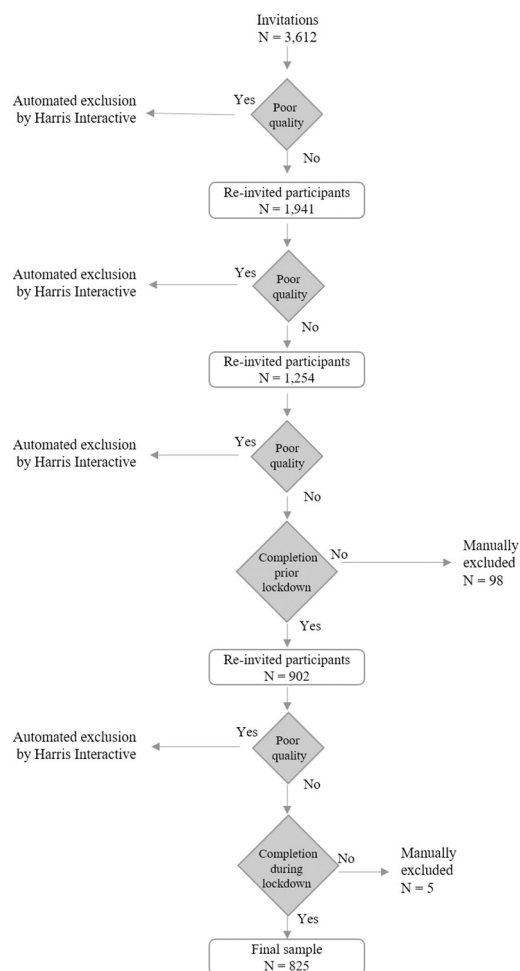 Invitations
N = 3,612
Automated exclusion
by Harris Interactive
Yes
Poor
quality
No
Re-invited participants
N = 1,941
Automated exclusion
by Harris Interactive
Yes
Poor
quality
No
Re-invited participants
N = 1,254
Automated exclusion
by Harris Interactive
Yes
Poor
quality
No
Completion
prior
lockdown
No
Manually
excluded
N = 98
Yes
Re-invited participants
N = 902
Automated exclusion
by Harris Interactive
Yes
Poor
quality
No
Completion
during
lockdown
No
Manually
excluded
N = 5
Yes
Final sample
N = 825